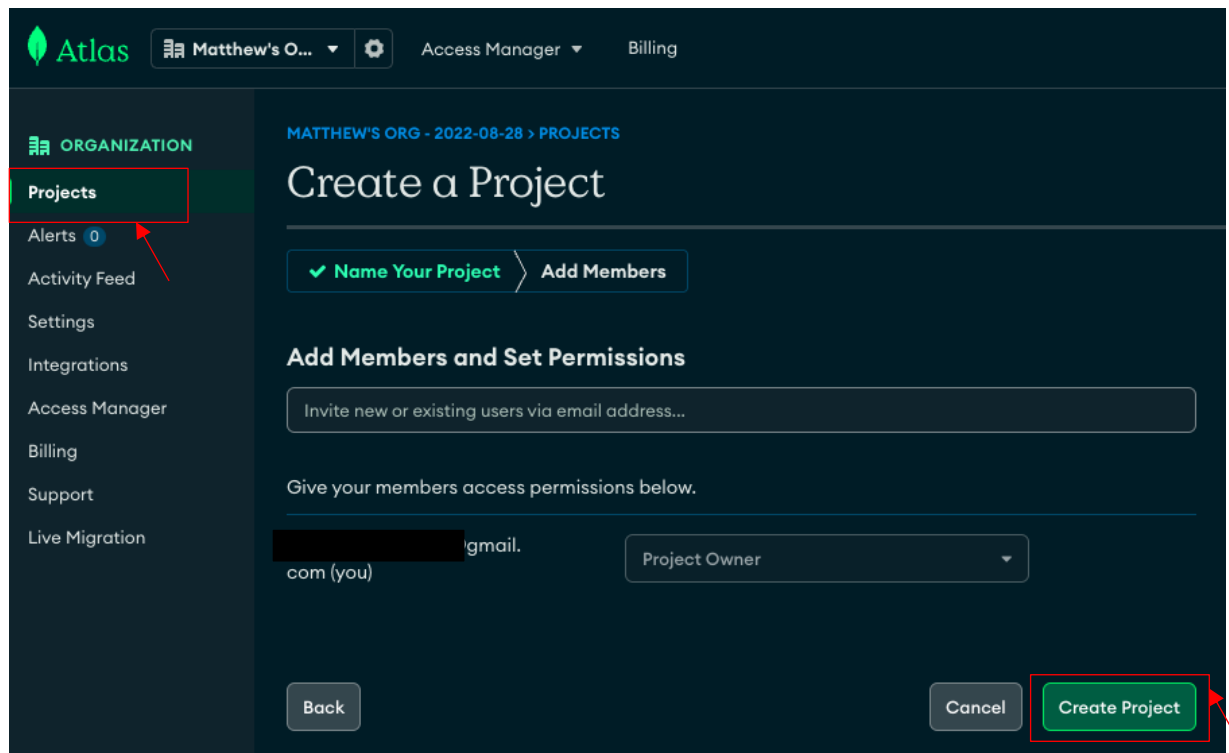 Atlas
Matthew's O...
Access Manager
Billing
ORGANIZATION
Projects
Alerts 0
Activity Feed
Settings
Integrations
Access Manager
Billing
Support
Live Migration
MATTHEW'S ORG - 2022-08-28 > PROJECTS
Create a Project
Name Your Project
Add Members
Add Members and Set Permissions
Invite new or existing users via email address...
Give your members access permissions below.
gmail.
com (you)
Project Owner
Back
Cancel
Create Project